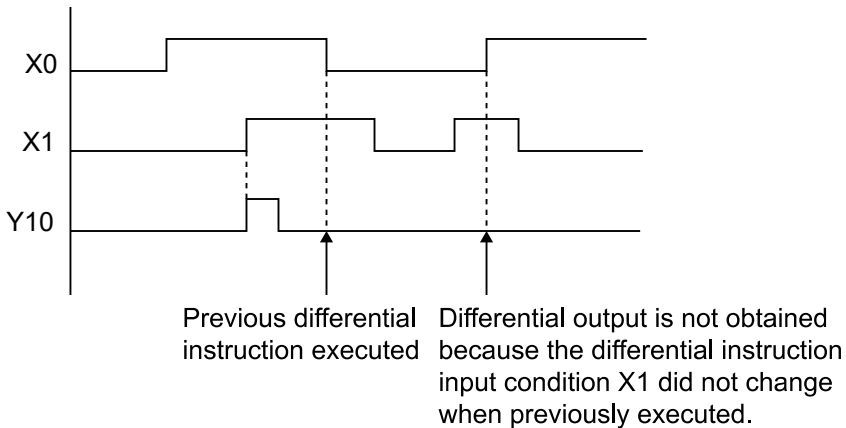 X0
X1
Y10
Previous differential
instruction executed
Differential output is not obtained
because the differential instruction
input condition X1 did not change
when previously executed.